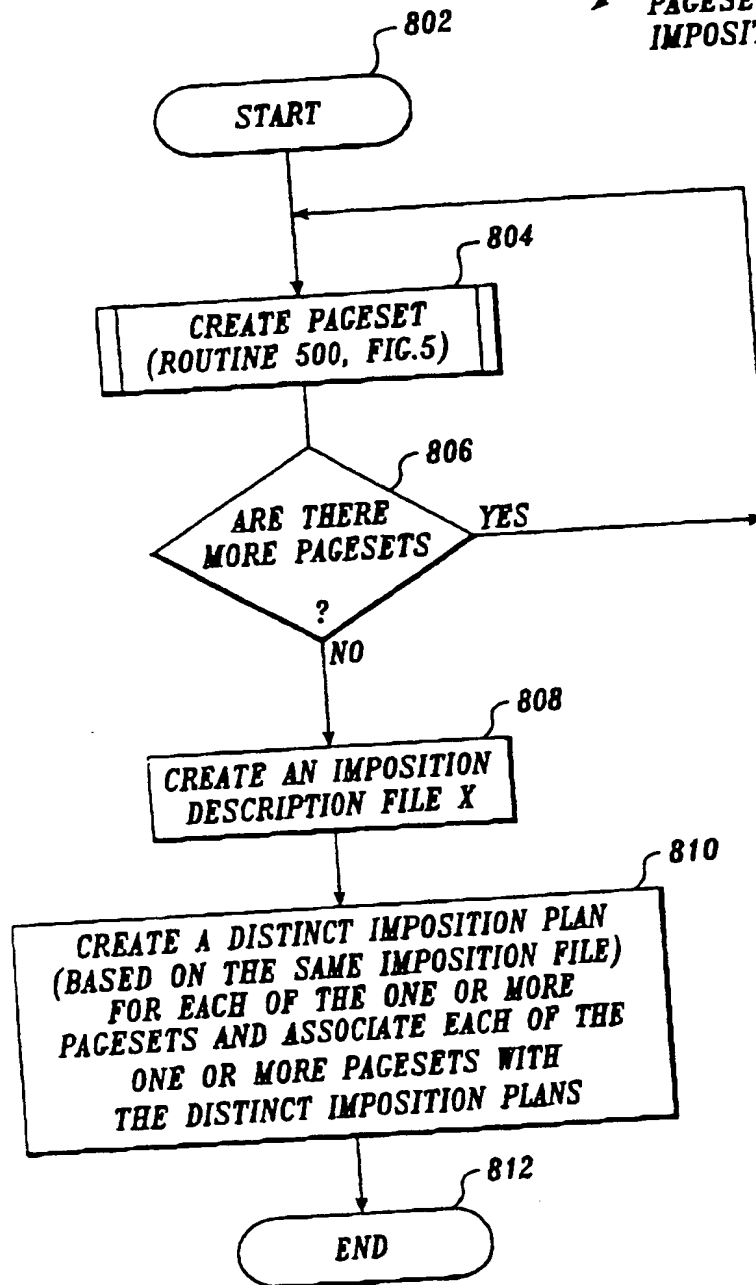 802
START
804
CREATE PAGESET
(ROUTINE 500, FIG.5)
806
ARE THERE
MORE PAGESETS
?
YES
NO
808
CREATE AN IMPOSITION
DESCRIPTION FILE X
810
CREATE A DISTINCT IMPOSITION PLAN
(BASED ON THE SAME IMPOSITION FILE)
FOR EACH OF THE ONE OR MORE
PAGESETS AND ASSOCIATE EACH OF THE
ONE OR MORE PAGESETS WITH
THE DISTINCT IMPOSITION PLANS
812
END